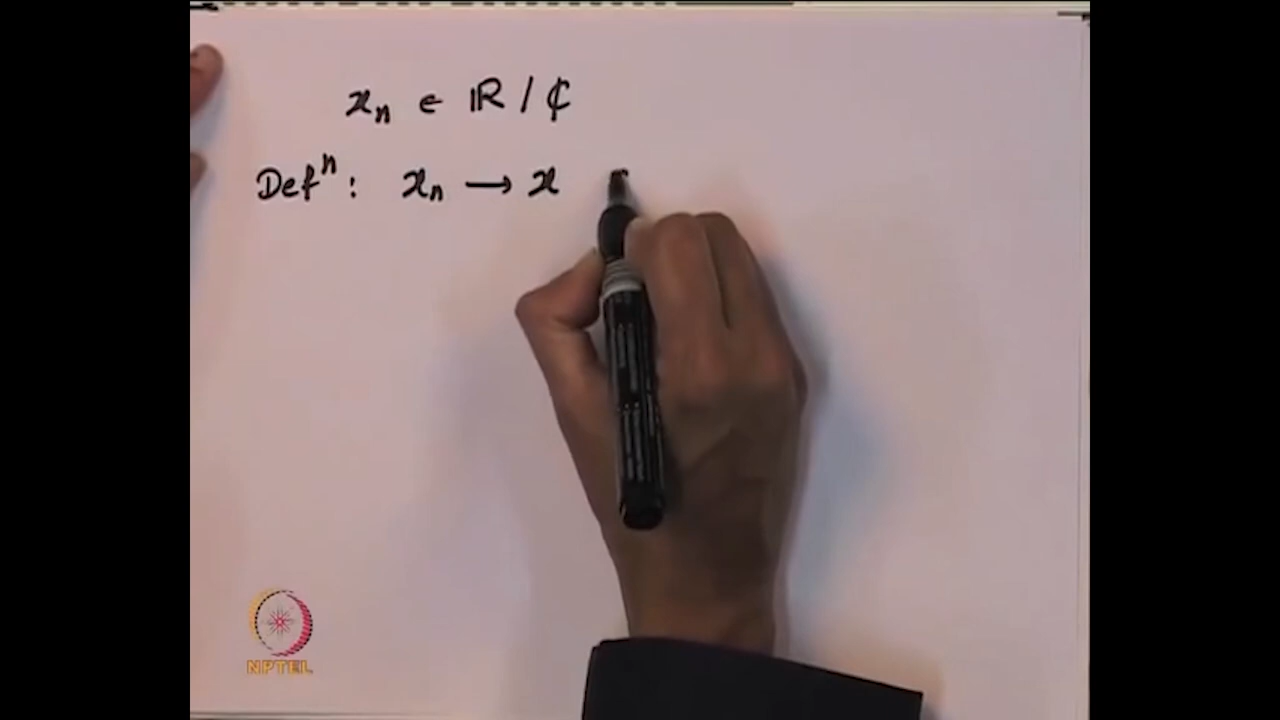 xₙ ∈ ℝ / ₵
Defⁿ: xₙ → x
NPTEL